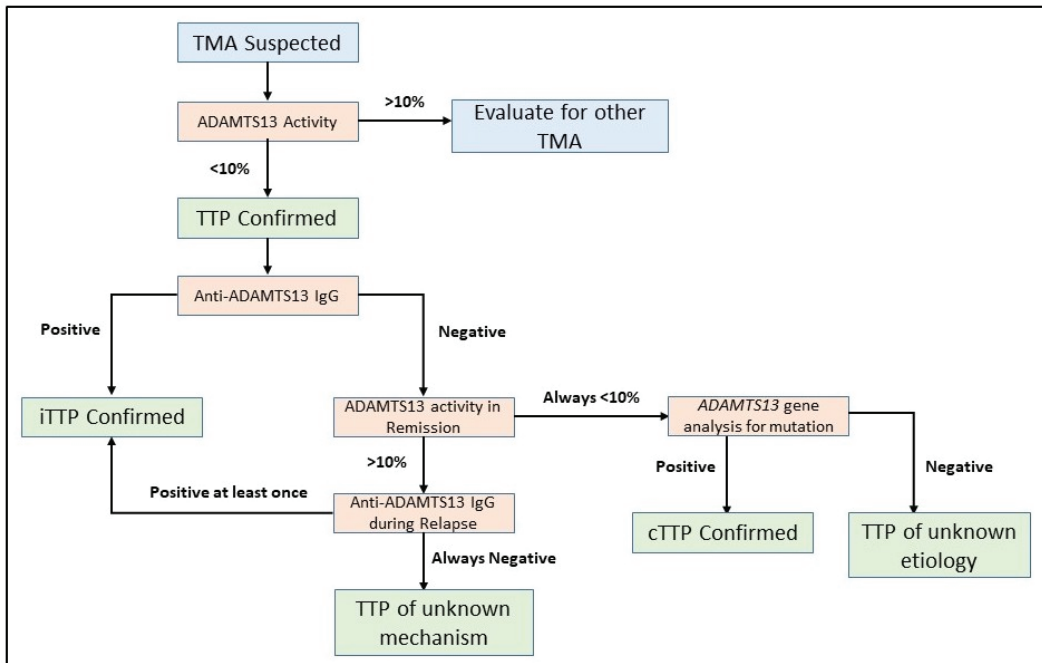 TMA Suspected
>10%
ADAMTS13 Activity
Evaluate for other
TMA
<10%
TTP Confirmed
Anti-ADAMTS13 IgG
Positive
Negative
Always <10%
iTTP Confirmed
ADAMTS13 activity in
Remission
ADAMTS13 gene
analysis for mutation
>10%
Positive
Negative
Positive at least once
Anti-ADAMTS13 IgG
during Relapse
cTTP Confirmed
TTP of unknown
etiology
Always Negative
TTP of unknown
mechanism